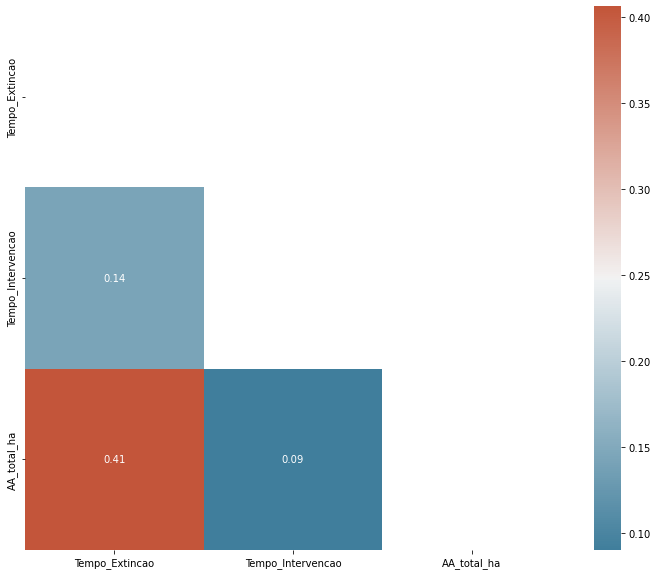 Tempo_Extincao
Tempo_Intervencao
AA_total_ha
0.14
0.41
0.09
Tempo_Extincao
Tempo_Intervencao
AA_total_ha
0.40
0.35
0.30
0.25
0.20
0.15
0.10